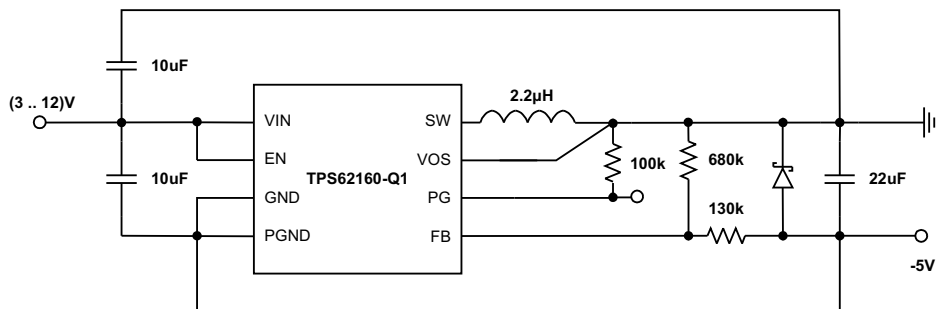 10uF
(3 .. 12)V
2.2µH
VIN
SW
EN
VOS
10uF
TPS62160-Q1
100k
680k
22uF
GND
PG
130k
PGND
FB
-5V